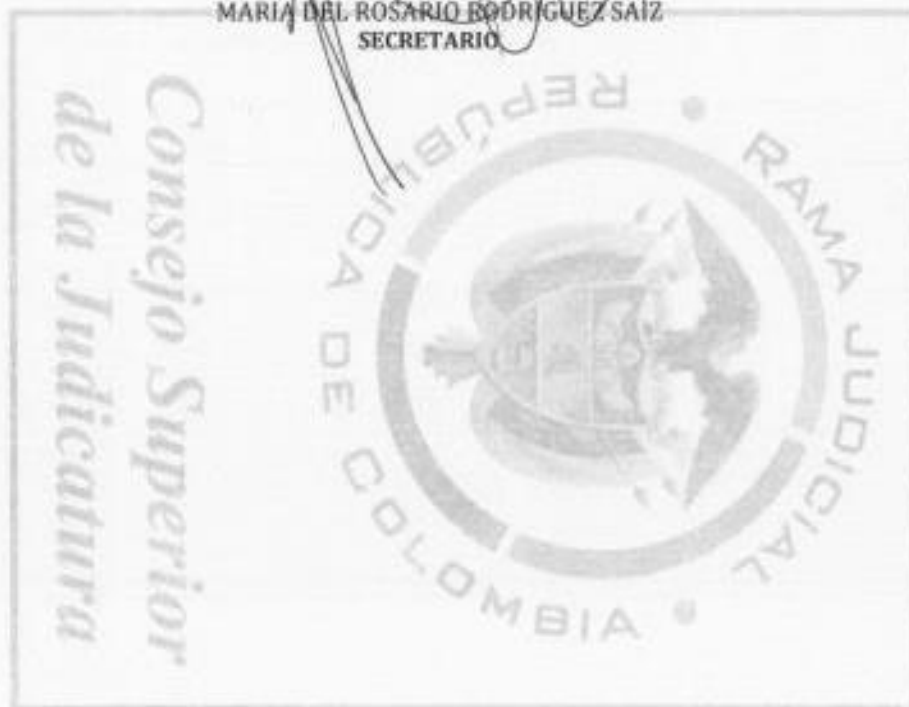 MARIA DEL ROSARIO RODRIGUEZ SAIZ
SECRETARIO
Consejo Superior
de la Judicatura
REPÚBLICA DE COLOMBIA
RAMA JUDICIAL